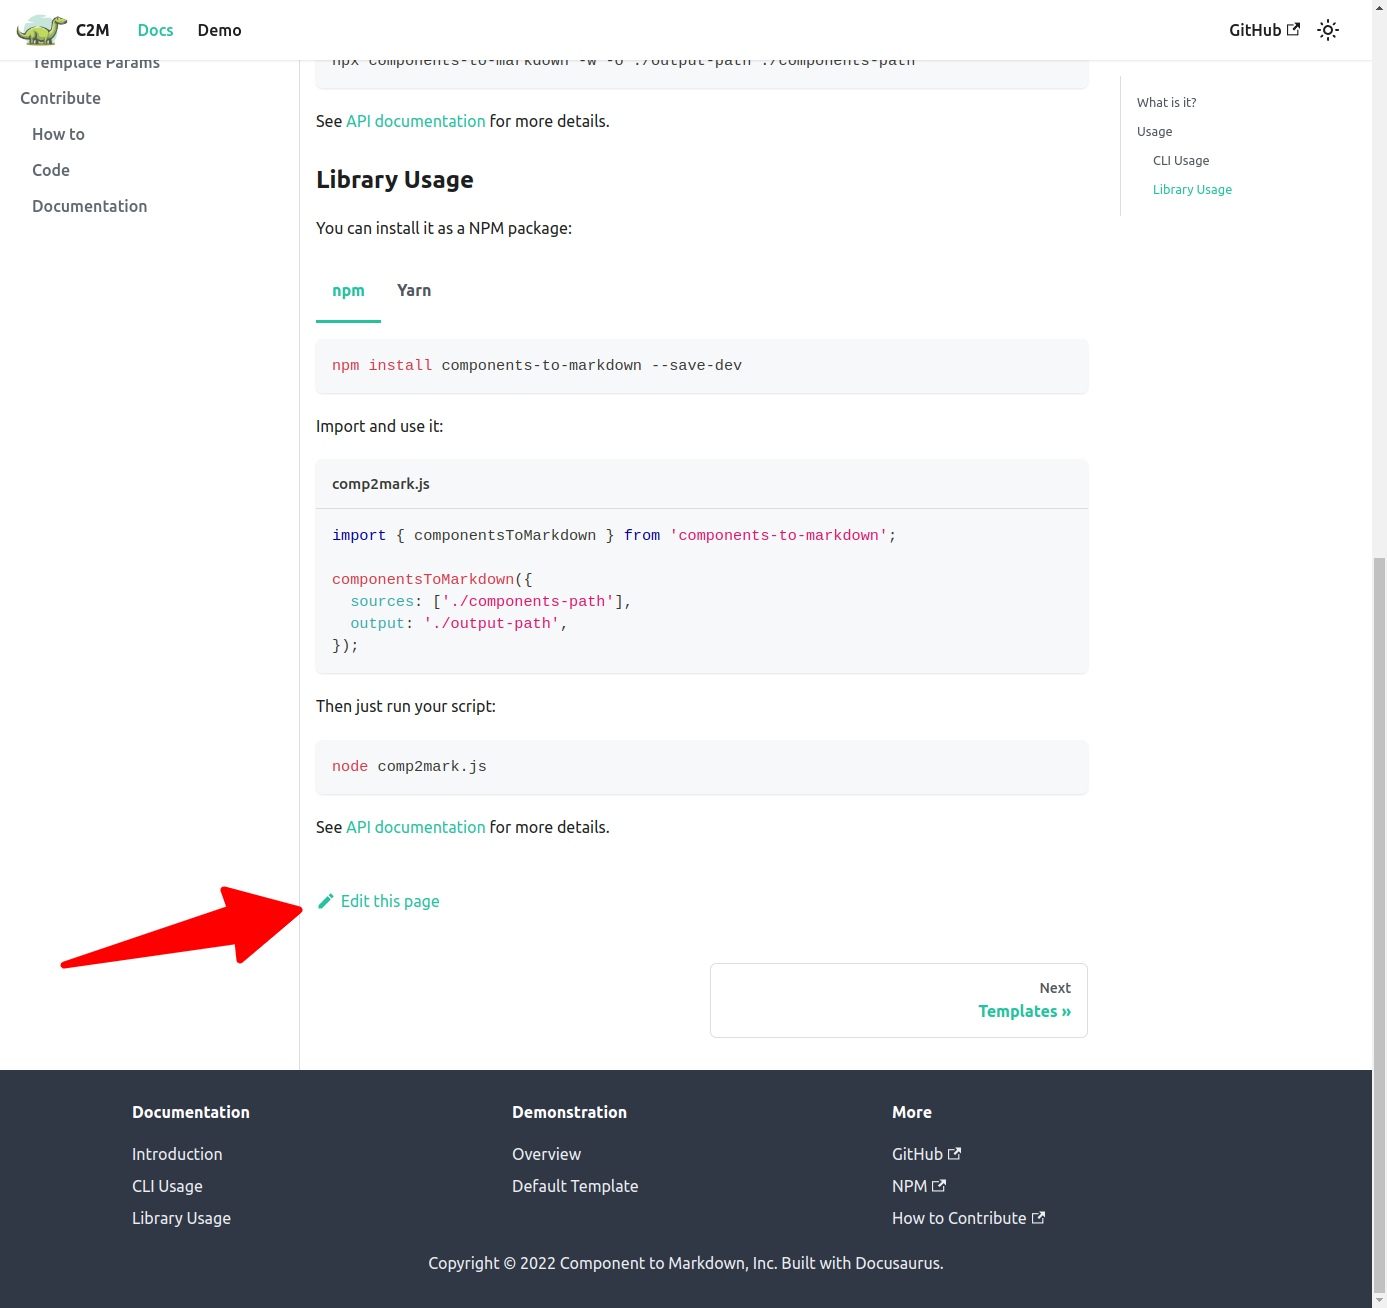 C2M Docs Demo GitHub
Template Params
Contribute
How to
Code
Documentation
npx components-to-markdown -w -o ./output-path ./components-path
See API documentation for more details.
Library Usage
You can install it as a NPM package:
npm Yarn
npm install components-to-markdown --save-dev
Import and use it:
comp2mark.js
import { componentsToMarkdown } from 'components-to-markdown';
componentsToMarkdown({
  sources: ['./components-path'],
  output: './output-path',
});
Then just run your script:
node comp2mark.js
See API documentation for more details.
Edit this page
Next
Templates »
What is it?
Usage
CLI Usage
Library Usage
Documentation
Introduction
CLI Usage
Library Usage
Demonstration
Overview
Default Template
More
GitHub
NPM
How to Contribute
Copyright © 2022 Component to Markdown, Inc. Built with Docusaurus.